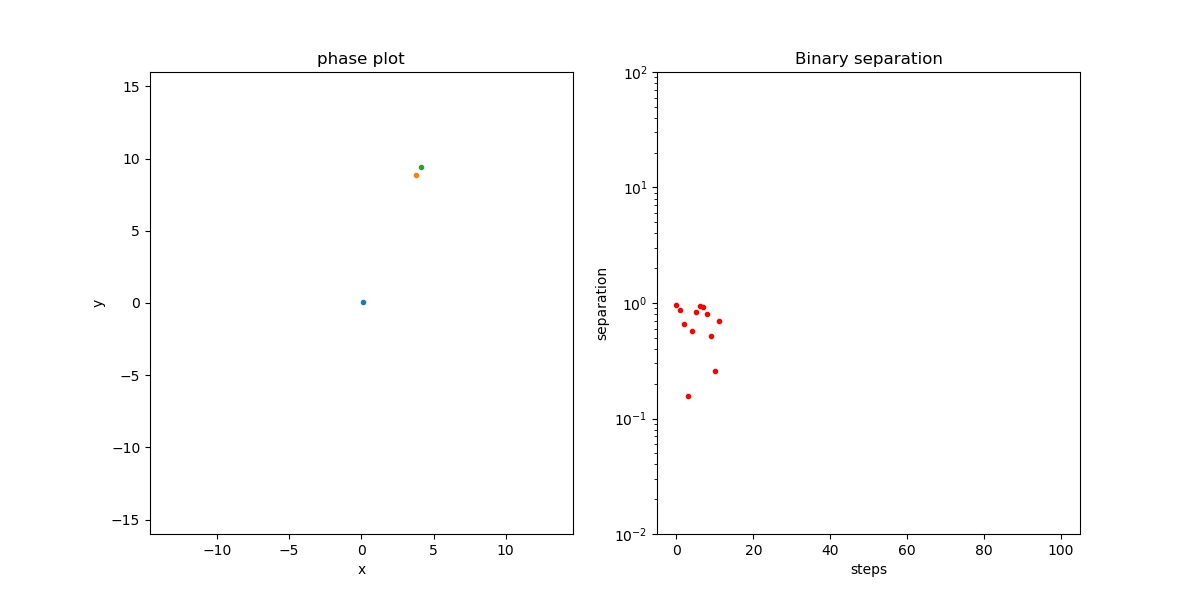 phase plot
15
10
5
0
−5
−10
−15
y
−10 −5 0 5 10
x
Binary separation
10²
10¹
10⁰
10⁻¹
10⁻²
separation
0 20 40 60 80 100
steps